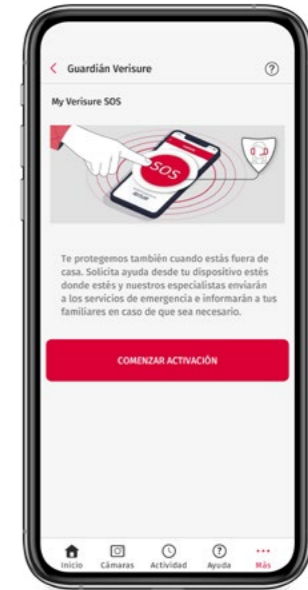 Guardián Verisure
My Verisure SOS
SOS
Te protegemos también cuando estás fuera de
casa. Solicita ayuda desde tu dispositivo estés
donde estés y nuestros especialistas enviarán
a los servicios de emergencia e informarán a tus
familiares en caso de que sea necesario.
COMENZAR ACTIVACIÓN
Inicio Cámaras Actividad Ayuda Más